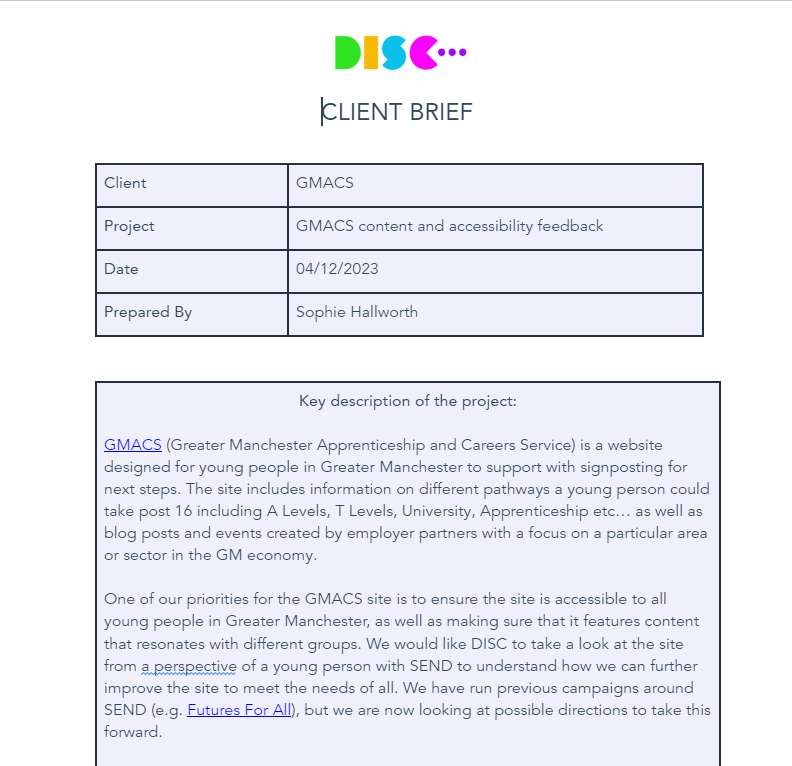 DISC...
CLIENT BRIEF
Client GMACS
Project GMACS content and accessibility feedback
Date 04/12/2023
Prepared By Sophie Hallworth
Key description of the project:
GMACS (Greater Manchester Apprenticeship and Careers Service) is a website
designed for young people in Greater Manchester to support with signposting for
next steps. The site includes information on different pathways a young person could
take post 16 including A Levels, T Levels, University, Apprenticeship etc… as well as
blog posts and events created by employer partners with a focus on a particular area
or sector in the GM economy.
One of our priorities for the GMACS site is to ensure the site is accessible to all
young people in Greater Manchester, as well as making sure that it features content
that resonates with different groups. We would like DISC to take a look at the site
from a perspective of a young person with SEND to understand how we can further
improve the site to meet the needs of all. We have run previous campaigns around
SEND (e.g. Futures For All), but we are now looking at possible directions to take this
forward.